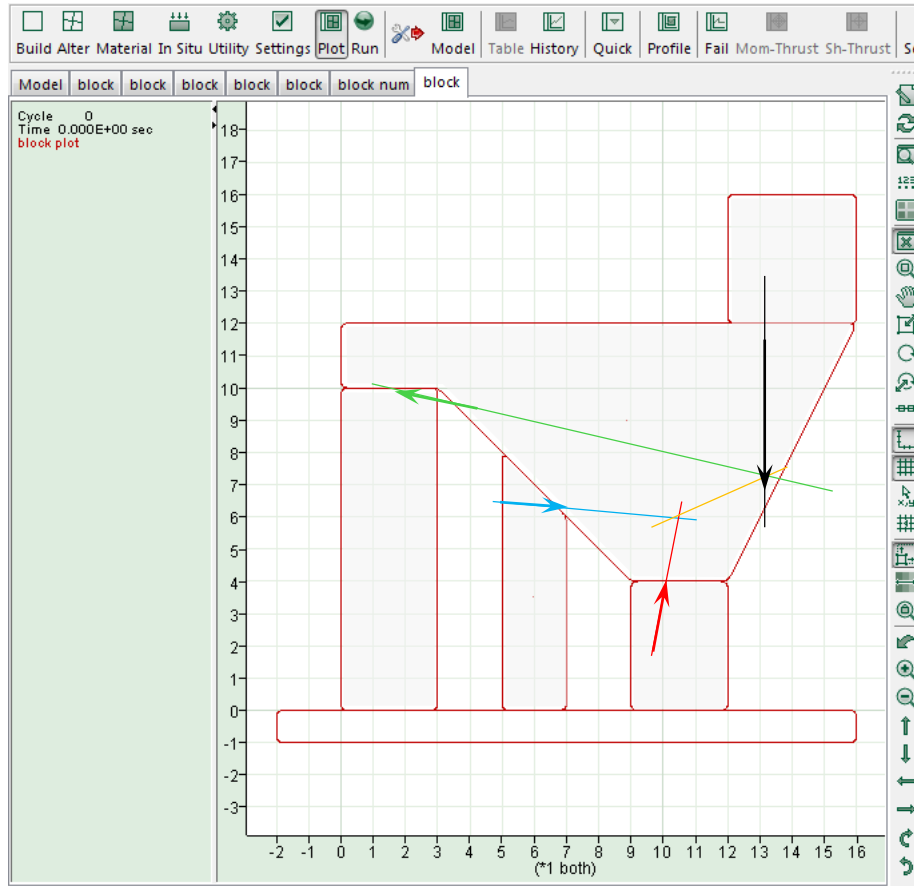 Build Alter Material In Situ Utility Settings Plot Run Model Table History Quick Profile Fail Mom-Thrust Sh-Thrust
Model block block block block block block num block
Cycle 0
Time 0.000E+00 sec
block plot
18
17
16
15
14
13
12
11
10
9
8
7
6
5
4
3
2
1
0
-1
-2
-3
-2 -1 0 1 2 3 4 5 6 7 8 9 10 11 12 13 14 15 16
(*1 both)
123
x,y